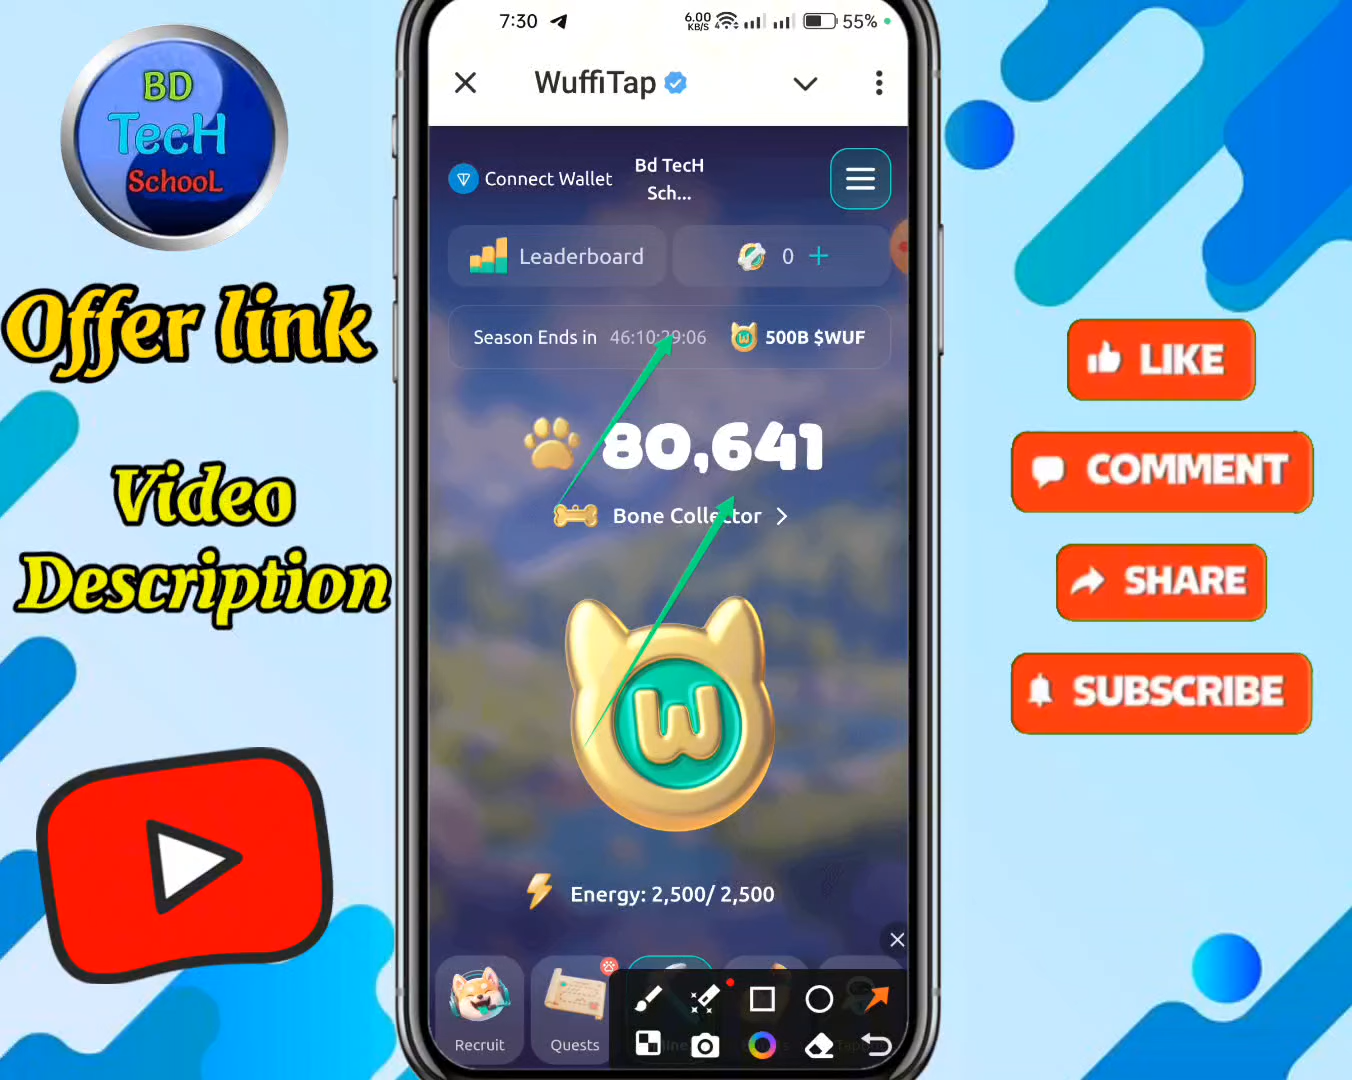 BD
TecH
SchooL
Offer link
Video
Description
7:30
6.00
KB/S
55%
WuffiTap
Connect Wallet
Bd TecH
Sch...
Leaderboard
0
Season Ends in
500B $WUF
80,641
Bone Collector
W
Energy: 2,500/ 2,500
Recruit
Quests
LIKE
COMMENT
SHARE
SUBSCRIBE